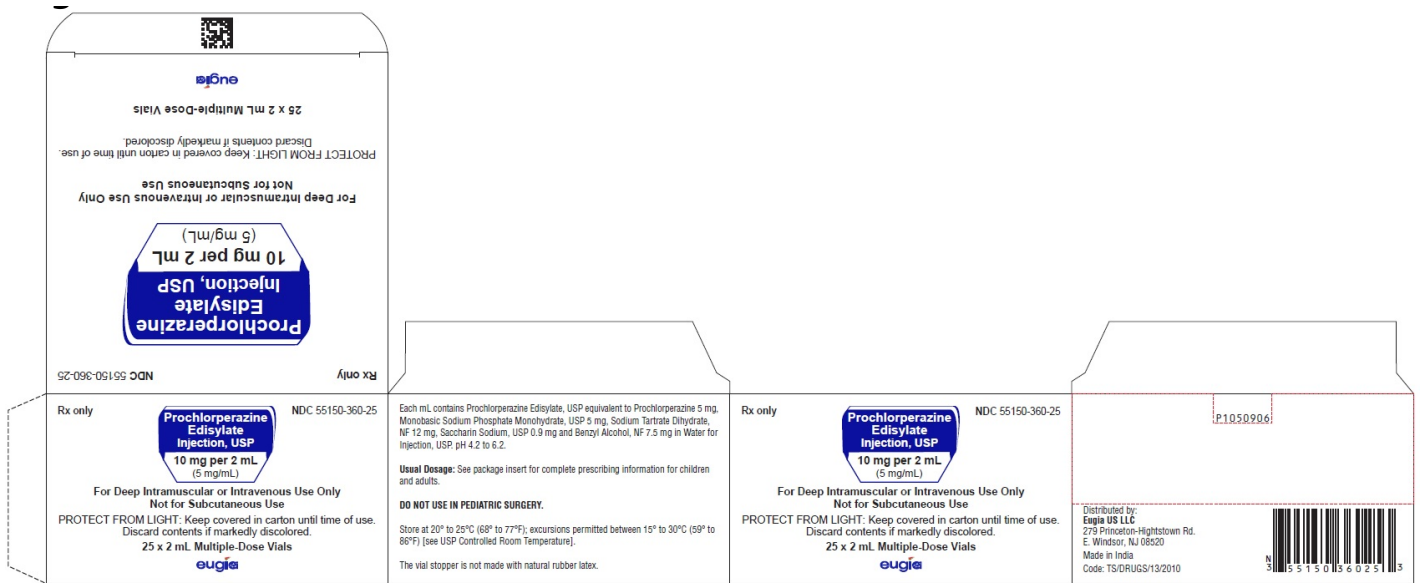 eugia
25 x 2 mL Multiple-Dose Vials
PROTECT FROM LIGHT: Keep covered in carton until time of use.
Discard contents if markedly discolored.
For Deep Intramuscular or Intravenous Use Only
Not for Subcutaneous Use
10 mg per 2 mL
(5 mg/mL)
Prochlorperazine
Edisylate
Injection, USP
Rx only
NDC 55150-360-25
Rx only
NDC 55150-360-25
Prochlorperazine
Edisylate
Injection, USP
10 mg per 2 mL
(5 mg/mL)
For Deep Intramuscular or Intravenous Use Only
Not for Subcutaneous Use
PROTECT FROM LIGHT: Keep covered in carton until time of use.
Discard contents if markedly discolored.
25 x 2 mL Multiple-Dose Vials
eugia
Each mL contains Prochlorperazine Edisylate, USP equivalent to Prochlorperazine 5 mg,
Monobasic Sodium Phosphate Monohydrate, USP 5 mg, Sodium Tartrate Dihydrate,
NF 12 mg, Saccharin Sodium, USP 0.9 mg and Benzyl Alcohol, NF 7.5 mg in Water for
Injection, USP. pH 4.2 to 6.2.
Usual Dosage: See package insert for complete prescribing information for children
and adults.
DO NOT USE IN PEDIATRIC SURGERY.
Store at 20° to 25°C (68° to 77°F); excursions permitted between 15° to 30°C (59° to
86°F) [see USP Controlled Room Temperature].
The vial stopper is not made with natural rubber latex.
Rx only
NDC 55150-360-25
Prochlorperazine
Edisylate
Injection, USP
10 mg per 2 mL
(5 mg/mL)
For Deep Intramuscular or Intravenous Use Only
Not for Subcutaneous Use
PROTECT FROM LIGHT: Keep covered in carton until time of use.
Discard contents if markedly discolored.
25 x 2 mL Multiple-Dose Vials
eugia
P1050906
Distributed by:
Eugia US LLC
279 Princeton-Hightstown Rd.
E. Windsor, NJ 08520
Made in India
Code: TS/DRUGS/13/2010
N
3 55150 36025 3